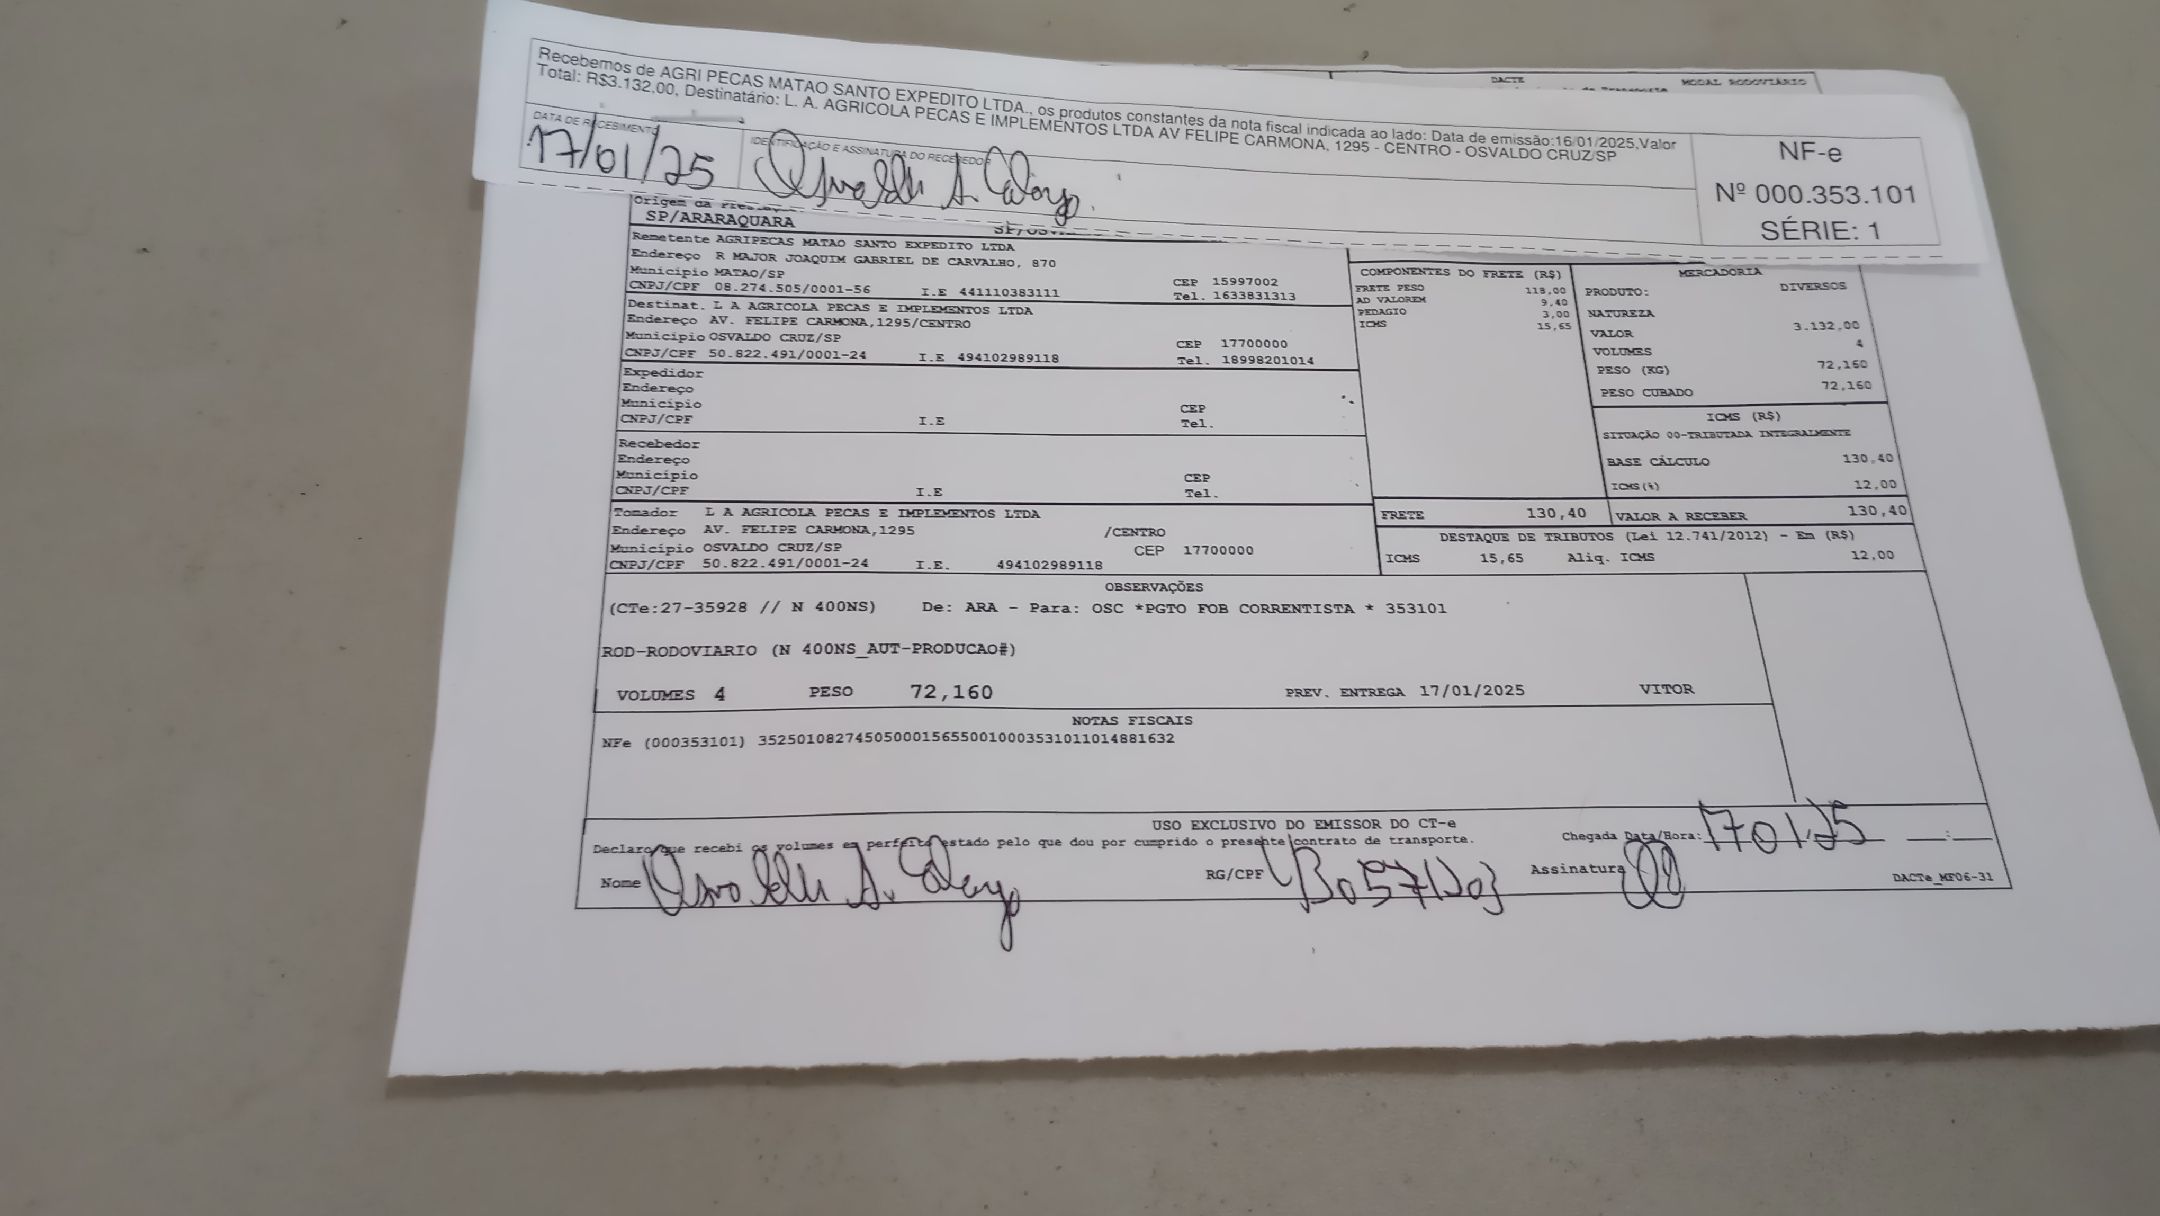 DACTE MODAL RODOVIÁRIO
Recebemos de AGRI PECAS MATAO SANTO EXPEDITO LTDA., os produtos constantes da nota fiscal indicada ao lado: Data de emissão:16/01/2025,Valor
Total: R$3.132,00, Destinatário: L. A. AGRICOLA PECAS E IMPLEMENTOS LTDA AV FELIPE CARMONA, 1295 - CENTRO - OSVALDO CRUZ/SP
NF-e
Nº 000.353.101
SÉRIE: 1
DATA DE RECEBIMENTO
IDENTIFICAÇÃO E ASSINATURA DO RECEBEDOR
17/01/25
Origem da
SP/ARARAQUARA
Remetente AGRIPECAS MATAO SANTO EXPEDITO LTDA
Endereço R MAJOR JOAQUIM GABRIEL DE CARVALHO, 870
Município MATAO/SP CEP 15997002
CNPJ/CPF 08.274.505/0001-56 I.E 441110383111 Tel. 1633831313
Destinat. L A AGRICOLA PECAS E IMPLEMENTOS LTDA
Endereço AV. FELIPE CARMONA,1295/CENTRO
Município OSVALDO CRUZ/SP CEP 17700000
CNPJ/CPF 50.822.491/0001-24 I.E 494102989118 Tel. 18998201014
Expedidor
Endereço
Município CEP
CNPJ/CPF I.E Tel.
Recebedor
Endereço
Município CEP
CNPJ/CPF I.E Tel.
Tomador L A AGRICOLA PECAS E IMPLEMENTOS LTDA
Endereço AV. FELIPE CARMONA,1295 /CENTRO
Município OSVALDO CRUZ/SP CEP 17700000
CNPJ/CPF 50.822.491/0001-24 I.E. 494102989118
COMPONENTES DO FRETE (R$)
FRETE PESO 118,00
AD VALOREM 9,40
PEDAGIO 3,00
ICMS 15,65
MERCADORIA
PRODUTO: DIVERSOS
NATUREZA
VALOR 3.132,00
VOLUMES 4
PESO (KG) 72,160
PESO CUBADO 72,160
ICMS (R$)
SITUAÇÃO 00-TRIBUTADA INTEGRALMENTE
BASE CÁLCULO 130,40
ICMS(%) 12,00
FRETE 130,40 VALOR A RECEBER 130,40
DESTAQUE DE TRIBUTOS (Lei 12.741/2012) - Em (R$)
ICMS 15,65 Aliq. ICMS 12,00
OBSERVAÇÕES
(CTe:27-35928 // N 400NS) De: ARA - Para: OSC *PGTO FOB CORRENTISTA * 353101
ROD-RODOVIARIO (N 400NS_AUT-PRODUCAO#)
VOLUMES 4 PESO 72,160 PREV. ENTREGA 17/01/2025 VITOR
NOTAS FISCAIS
NFe (000353101) 35250108274505000156550010003531011014881632
USO EXCLUSIVO DO EMISSOR DO CT-e
Declaro que recebi os volumes em perfeito estado pelo que dou por cumprido o presente contrato de transporte.
Chegada Data/Hora: 17 01 25 __:__
Nome
RG/CPF
Assinatura
DACTe_MF06-31